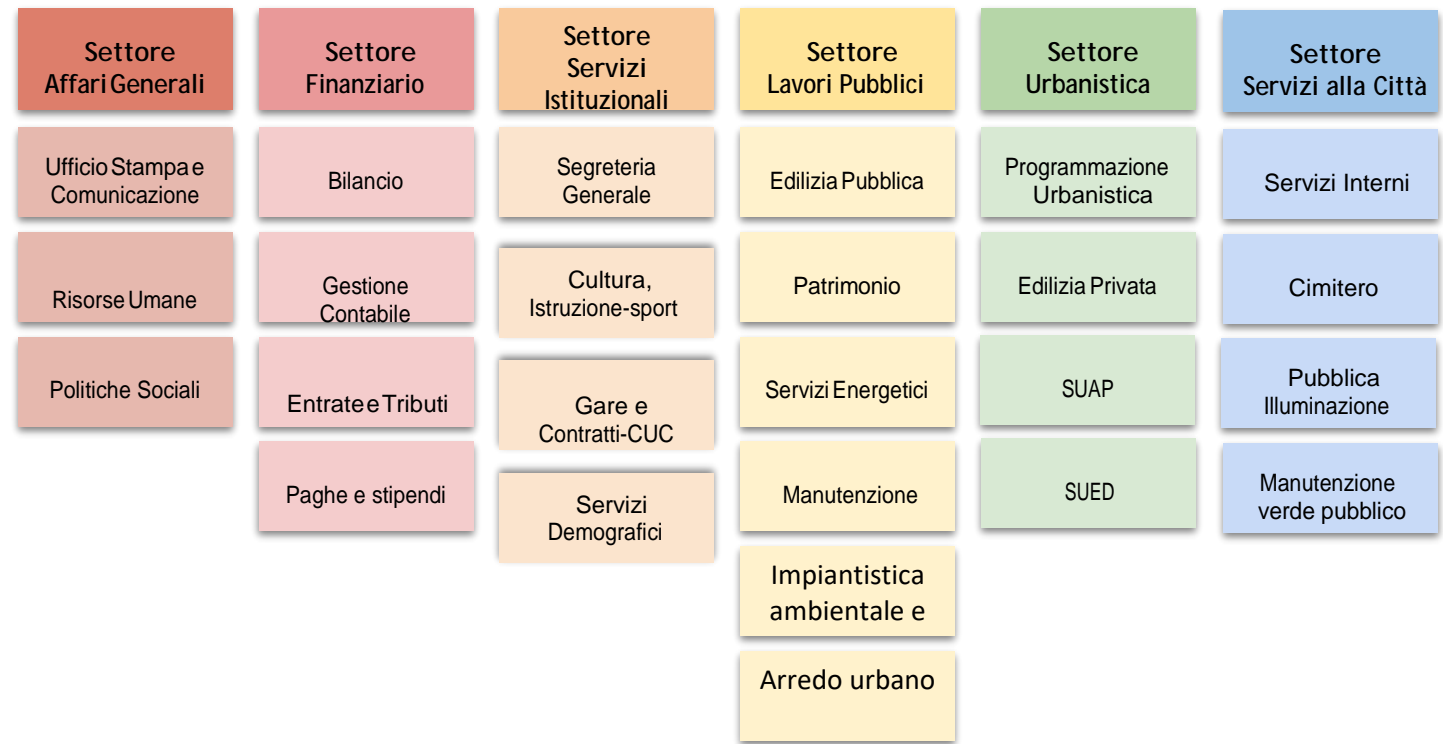 Settore
Affari Generali
Ufficio Stampa e
Comunicazione
Risorse Umane
Politiche Sociali
Settore
Finanziario
Bilancio
Gestione
Contabile
Entrate e Tributi
Paghe e stipendi
Settore
Servizi
Istituzionali
Segreteria
Generale
Cultura,
Istruzione-sport
Gare e
Contratti-CUC
Servizi
Demografici
Settore
Lavori Pubblici
Edilizia Pubblica
Patrimonio
Servizi Energetici
Manutenzione
Impiantistica
ambientale e
Arredo urbano
Settore
Urbanistica
Programmazione
Urbanistica
Edilizia Privata
SUAP
SUED
Settore
Servizi alla Città
Servizi Interni
Cimitero
Pubblica
Illuminazione
Manutenzione
verde pubblico